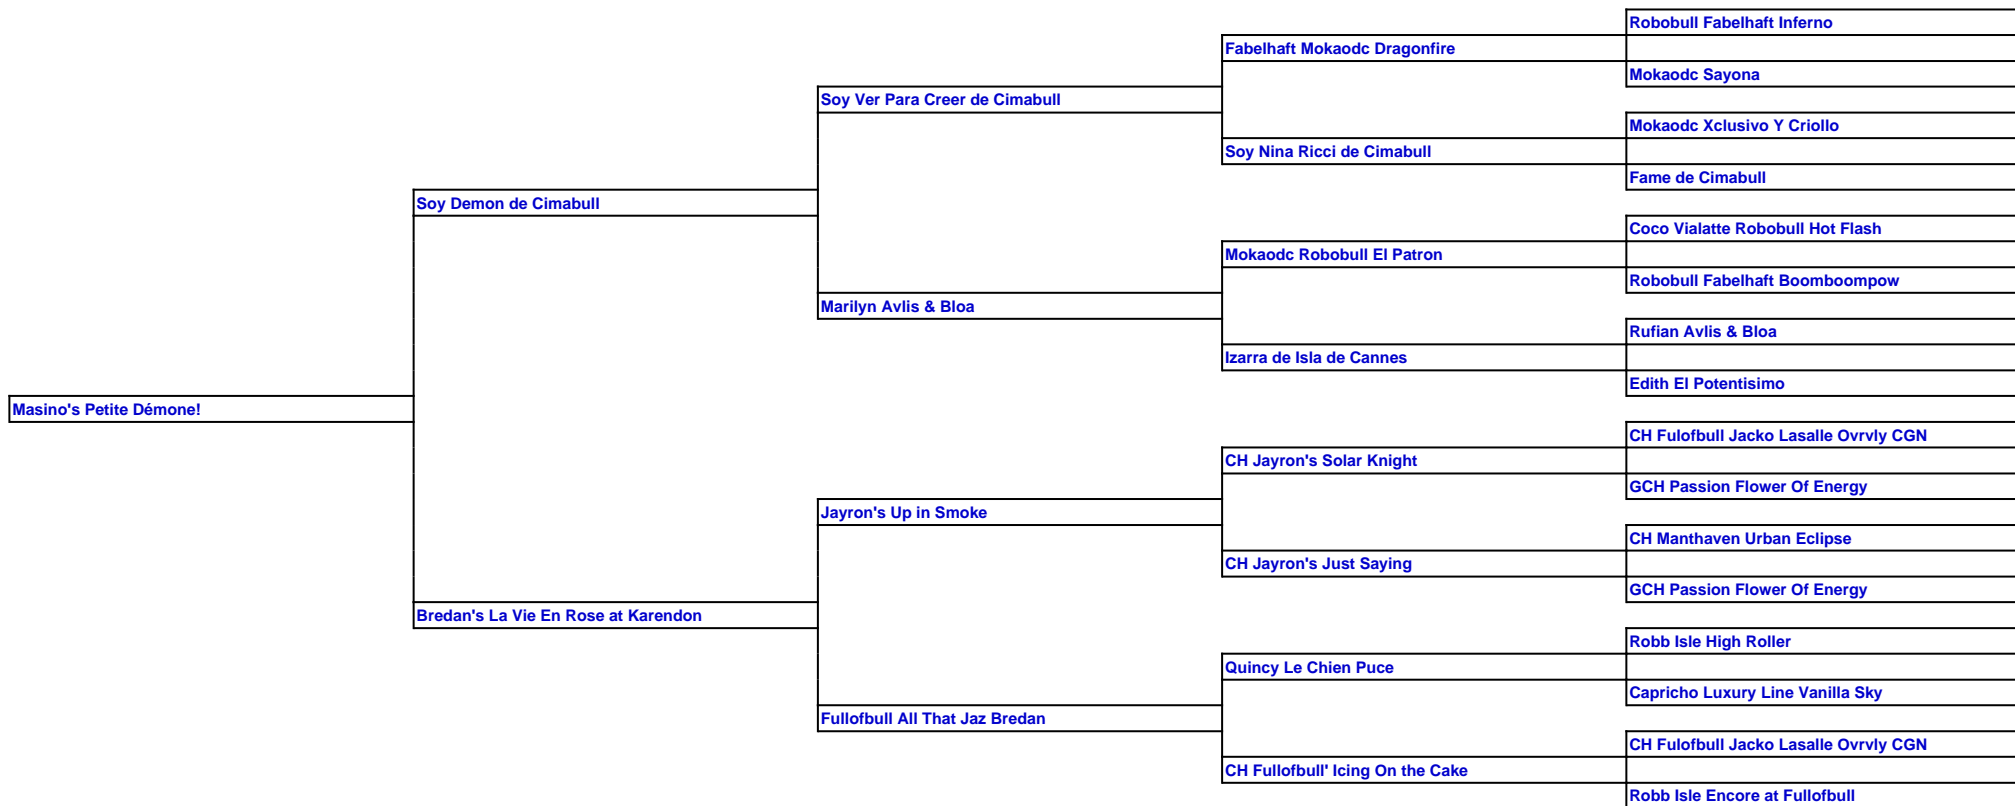 Robobull Fabelhaft Inferno
Fabelhaft Mokaodc Dragonfire
Mokaodc Sayona
Soy Ver Para Creer de Cimabull
Mokaodc Xclusivo Y Criollo
Soy Nina Ricci de Cimabull
Fame de Cimabull
Soy Demon de Cimabull
Coco Vialatte Robobull Hot Flash
Mokaodc Robobull El Patron
Robobull Fabelhaft Boomboompow
Marilyn Avlis & Bloa
Rufian Avlis & Bloa
Izarra de Isla de Cannes
Edith El Potentisimo
Masino's Petite Démone!
CH Fulofbull Jacko Lasalle Ovrvly CGN
CH Jayron's Solar Knight
GCH Passion Flower Of Energy
Jayron's Up in Smoke
CH Manthaven Urban Eclipse
CH Jayron's Just Saying
GCH Passion Flower Of Energy
Bredan's La Vie En Rose at Karendon
Robb Isle High Roller
Quincy Le Chien Puce
Capricho Luxury Line Vanilla Sky
Fullofbull All That Jaz Bredan
CH Fulofbull Jacko Lasalle Ovrvly CGN
CH Fullofbull' Icing On the Cake
Robb Isle Encore at Fullofbull